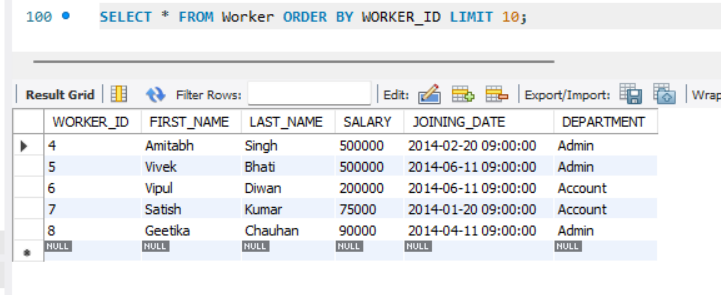 100 SELECT * FROM Worker ORDER BY WORKER_ID LIMIT 10;
Result Grid Filter Rows: Edit: Export/Import: Wrap
WORKER_ID FIRST_NAME LAST_NAME SALARY JOINING_DATE DEPARTMENT
4 Amitabh Singh 500000 2014-02-20 09:00:00 Admin
5 Vivek Bhati 500000 2014-06-11 09:00:00 Admin
6 Vipul Diwan 200000 2014-06-11 09:00:00 Account
7 Satish Kumar 75000 2014-01-20 09:00:00 Account
8 Geetika Chauhan 90000 2014-04-11 09:00:00 Admin
NULL NULL NULL NULL NULL NULL